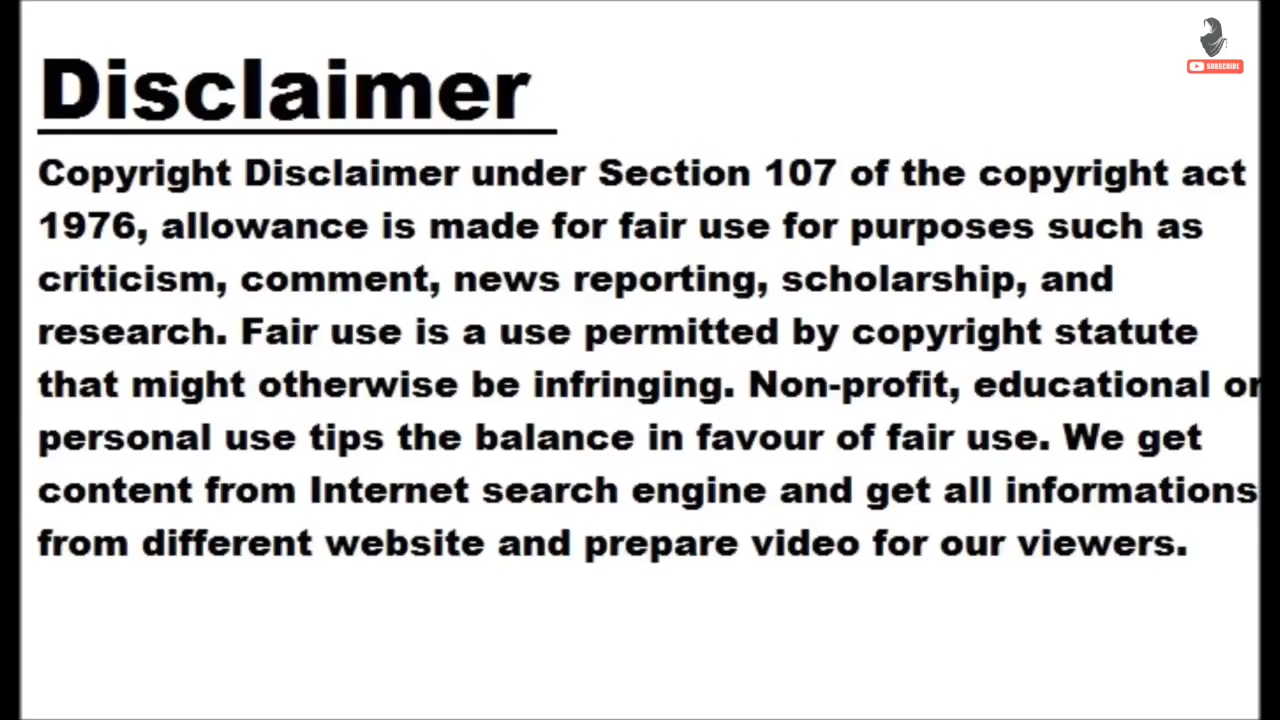 SUBSCRIBE
Disclaimer
Copyright Disclaimer under Section 107 of the copyright act
1976, allowance is made for fair use for purposes such as
criticism, comment, news reporting, scholarship, and
research. Fair use is a use permitted by copyright statute
that might otherwise be infringing. Non-profit, educational or
personal use tips the balance in favour of fair use. We get
content from Internet search engine and get all informations
from different website and prepare video for our viewers.